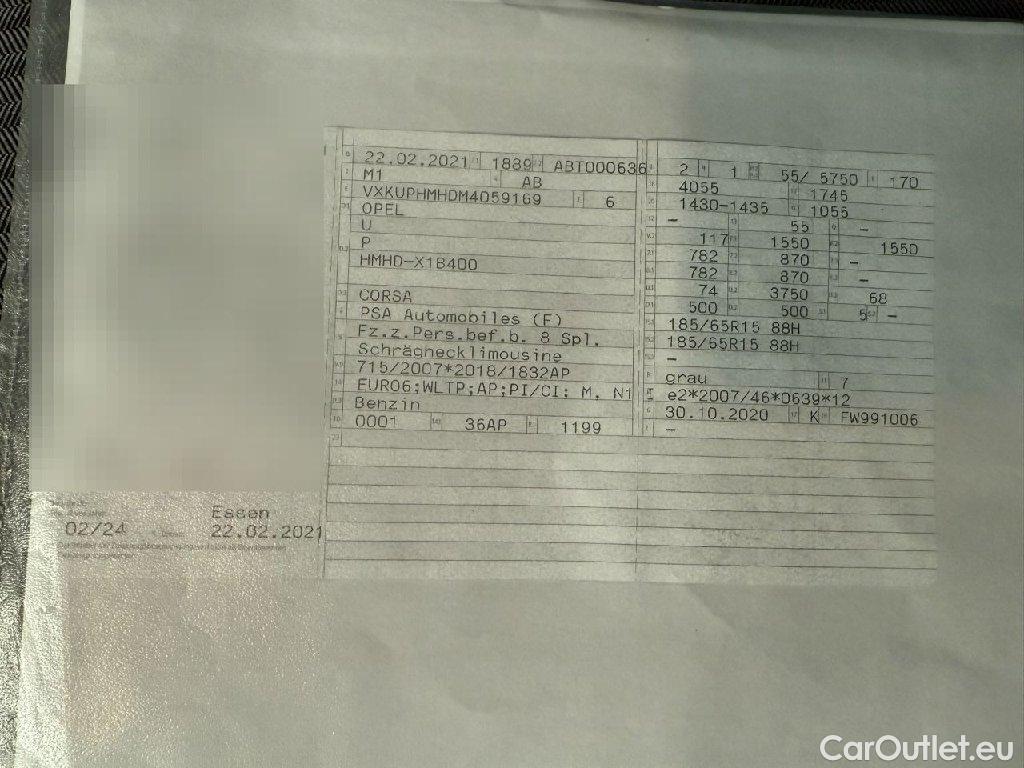 22.02.2021 1889 ABT000636
M1 AB
VXKUPHMHDM4059169 6
OPEL
U
P
HMHD-X1B400
CORSA
PSA Automobiles (F)
Fz.z.Pers.bef.b. 8 Spl.
Schräghecklimousine
715/2007*2018/1832AP
EURO6;WLTP;AP;PI/CI; M, N1
Benzin
0001 36AP 1199
2 1 55/ 5750 170
4055 1745
1430-1435 1055
- 55 -
117 1550 1550
782 870 -
782 870 -
74 3750 68
500 500 5 -
185/65R15 88H
185/65R15 88H
-
grau 7
e2*2007/46*0639*12
30.10.2020 K FW991006
-
02/24
Essen
22.02.2021
CarOutlet.eu